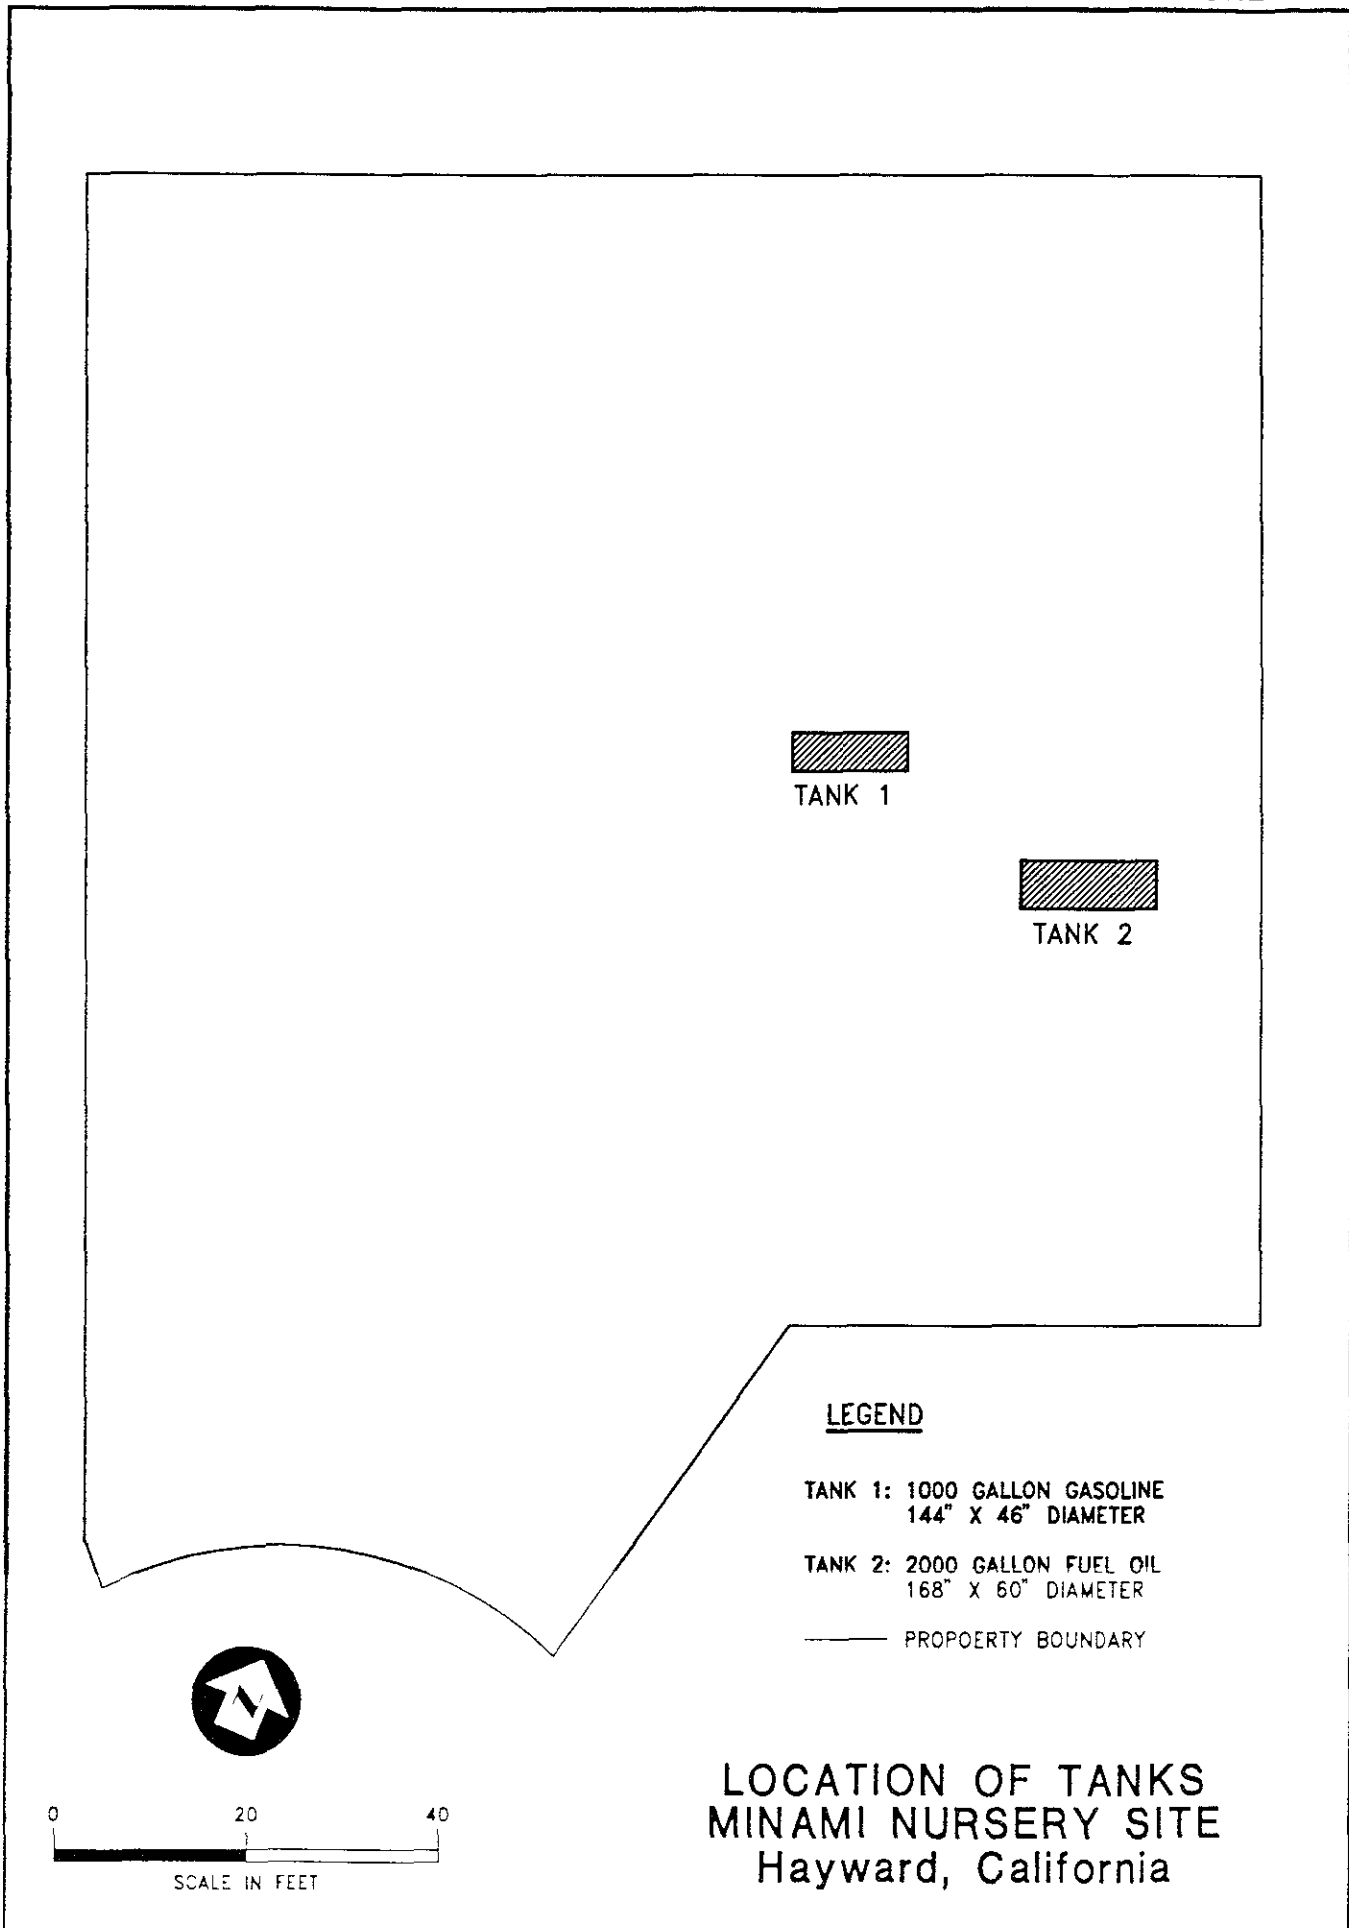 TANK 1
TANK 2
LEGEND
TANK 1: 1000 GALLON GASOLINE
144" X 46" DIAMETER
TANK 2: 2000 GALLON FUEL OIL
168" X 60" DIAMETER
PROPOERTY BOUNDARY
N
0 20 40
SCALE IN FEET
LOCATION OF TANKS
MINAMI NURSERY SITE
Hayward, California